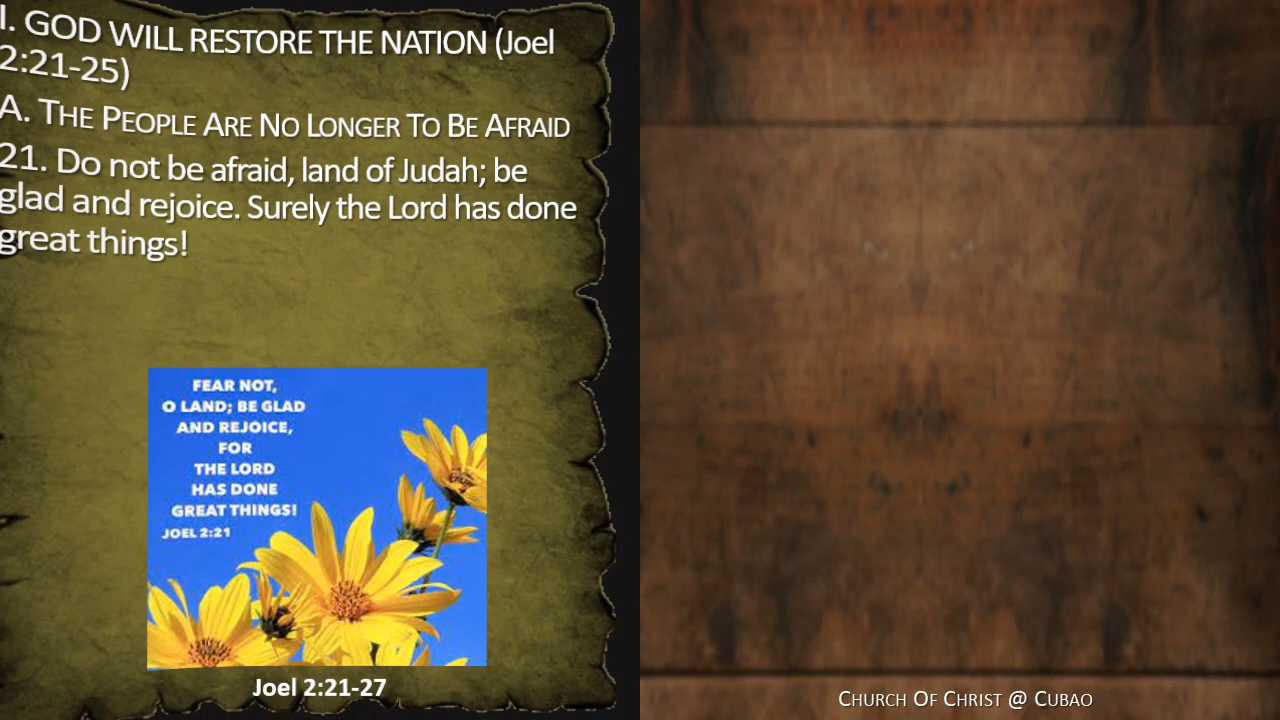 I. GOD WILL RESTORE THE NATION (Joel
2:21-25)
A. THE PEOPLE ARE NO LONGER TO BE AFRAID
21. Do not be afraid, land of Judah; be
glad and rejoice. Surely the Lord has done
great things!
FEAR NOT,
O LAND; BE GLAD
AND REJOICE,
FOR
THE LORD
HAS DONE
GREAT THINGS!
JOEL 2:21
Joel 2:21-27
CHURCH OF CHRIST @ CUBAO